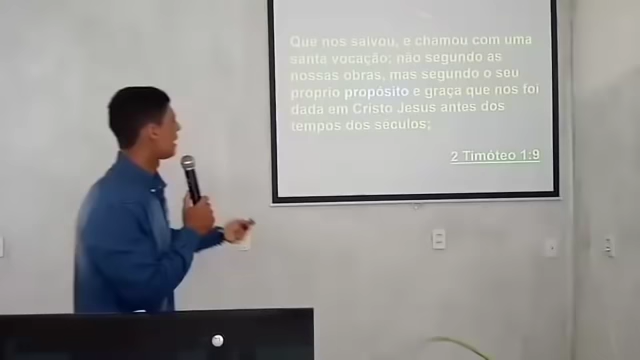 Que nos salvou, e chamou com uma
santa vocação; não segundo as
nossas obras, mas segundo o seu
proprio propósito e graça que nos foi
dada em Cristo Jesus antes dos
tempos dos séculos;
2 Timóteo 1:9